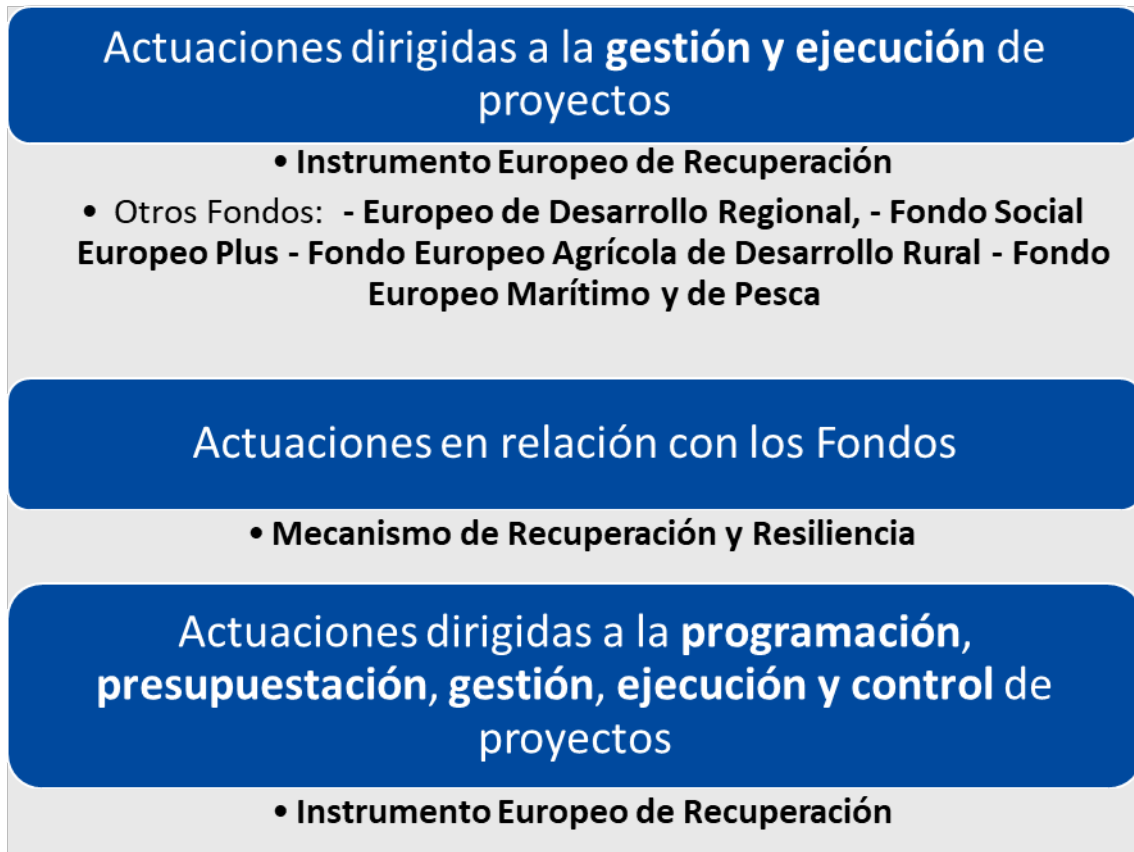 Actuaciones dirigidas a la gestión y ejecución de
proyectos
• Instrumento Europeo de Recuperación
• Otros Fondos: - Europeo de Desarrollo Regional, - Fondo Social
Europeo Plus - Fondo Europeo Agrícola de Desarrollo Rural - Fondo
Europeo Marítimo y de Pesca
Actuaciones en relación con los Fondos
• Mecanismo de Recuperación y Resiliencia
Actuaciones dirigidas a la programación,
presupuestación, gestión, ejecución y control de
proyectos
• Instrumento Europeo de Recuperación